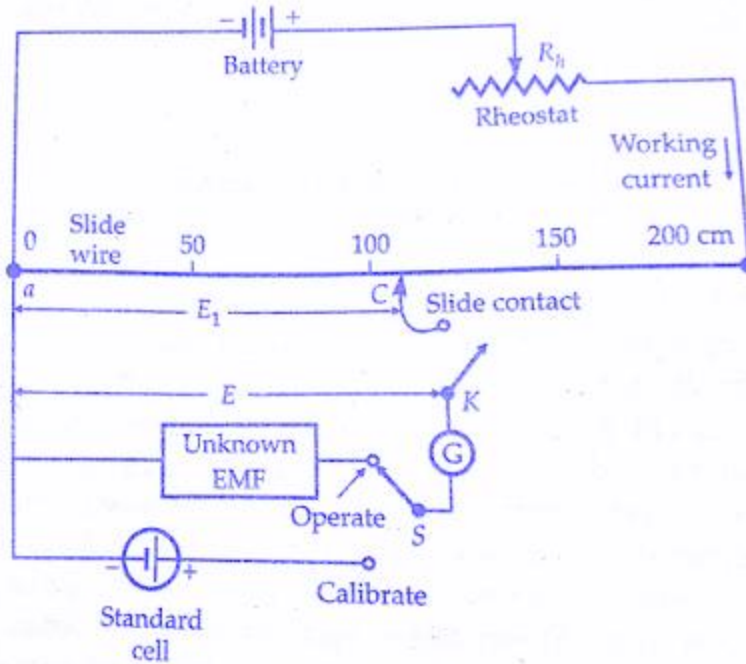 − +
Battery
R_h
Rheostat
Working
current
Slide
wire
0 50 100 150 200 cm
a
C
Slide contact
E₁
E
K
Unknown
EMF
G
Operate
S
− +
Calibrate
Standard
cell